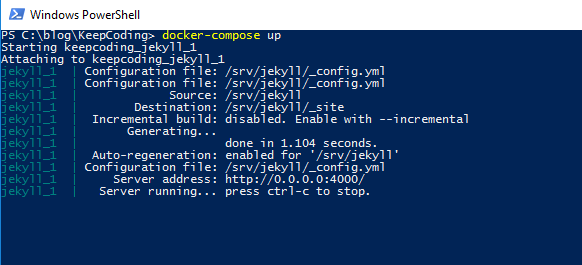 Windows PowerShell
PS C:\blog\KeepCoding> docker-compose up
Starting keepcoding_jekyll_1
Attaching to keepcoding_jekyll_1
jekyll_1 | Configuration file: /srv/jekyll/_config.yml
jekyll_1 | Configuration file: /srv/jekyll/_config.yml
jekyll_1 | Source: /srv/jekyll
jekyll_1 | Destination: /srv/jekyll/_site
jekyll_1 | Incremental build: disabled. Enable with --incremental
jekyll_1 | Generating...
jekyll_1 | done in 1.104 seconds.
jekyll_1 | Auto-regeneration: enabled for '/srv/jekyll'
jekyll_1 | Configuration file: /srv/jekyll/_config.yml
jekyll_1 | Server address: http://0.0.0.0:4000/
jekyll_1 | Server running... press ctrl-c to stop.